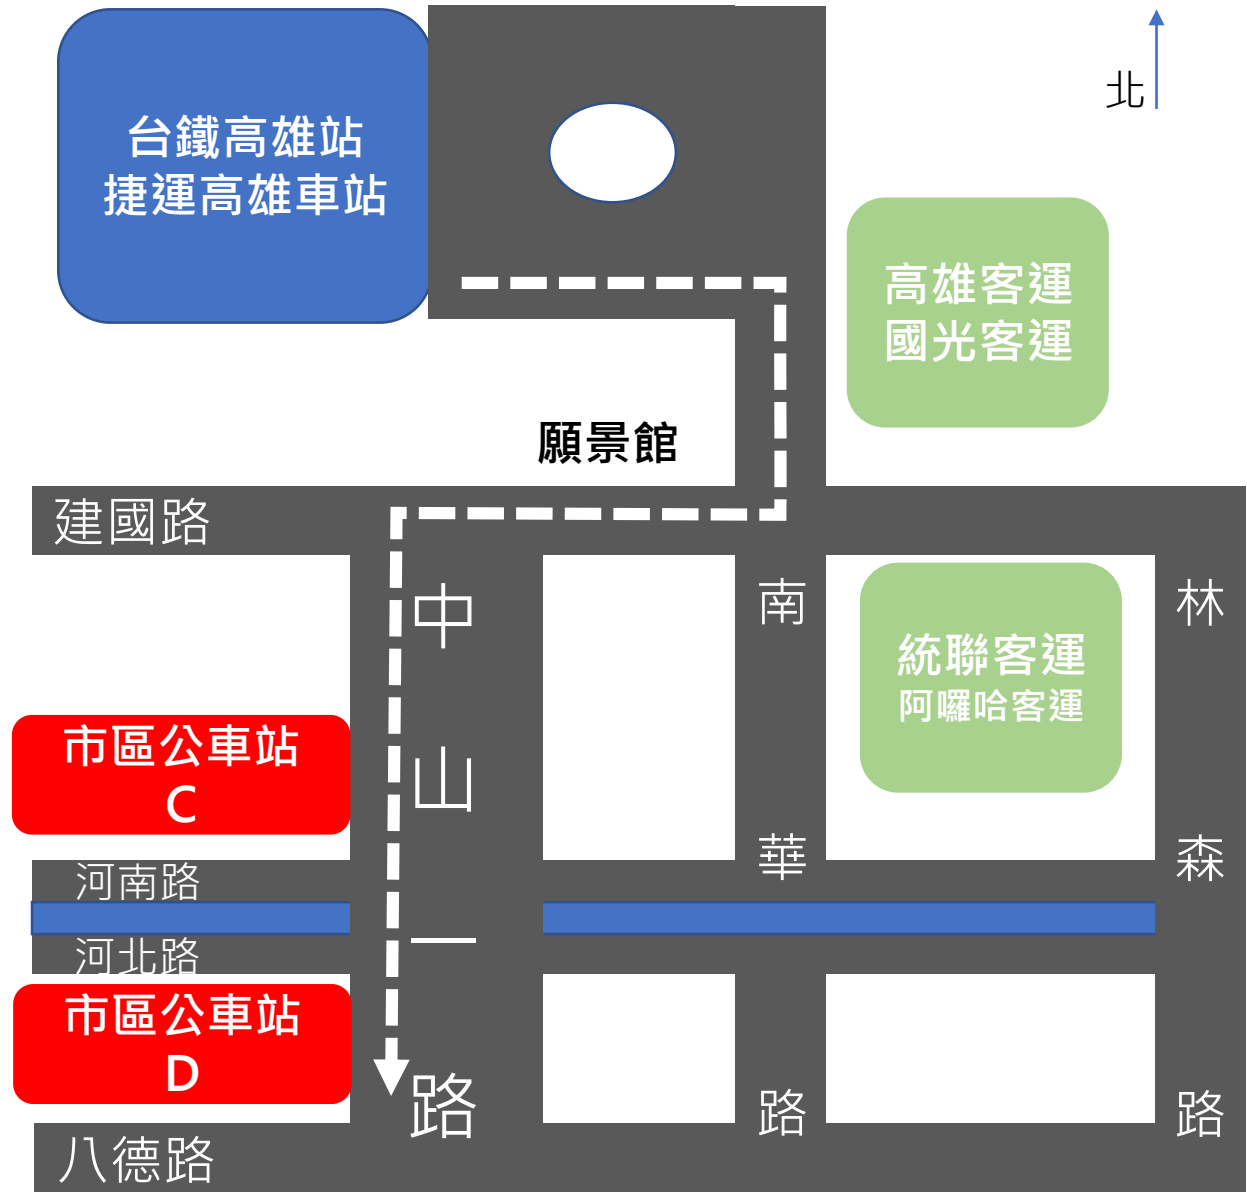 台鐵高雄站
捷運高雄車站
北
高雄客運
國光客運
願景館
建國路
中山一路
南華路
林森路
統聯客運
阿囉哈客運
市區公車站
C
河南路
河北路
市區公車站
D
八德路